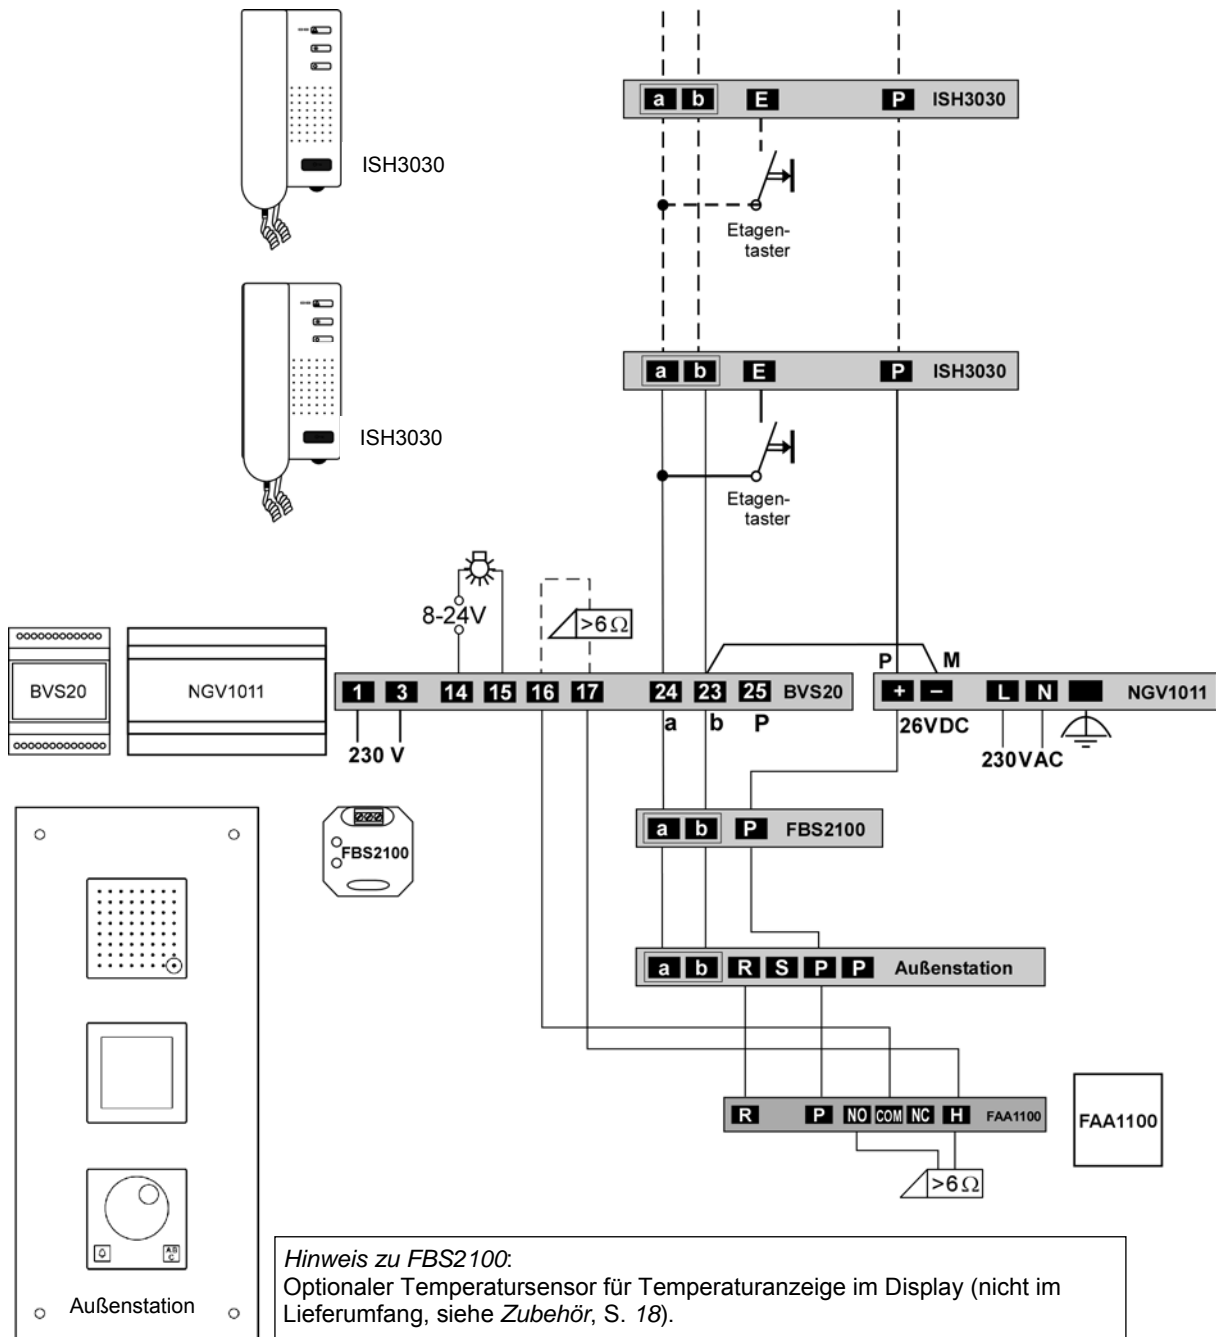 ISH3030
a b E P ISH3030
Etagen-
taster
ISH3030
a b E P ISH3030
Etagen-
taster
8-24V
>6Ω
P M
BVS20
NGV1011
1 3 14 15 16 17 24 23 25 BVS20
+ – L N NGV1011
230 V
a b P
26VDC
230VAC
FBS2100
a b P FBS2100
a b R S P P Außenstation
R P NO COM NC H FAA1100
FAA1100
>6Ω
AB
C
Außenstation
Hinweis zu FBS2100:
Optionaler Temperatursensor für Temperaturanzeige im Display (nicht im
Lieferumfang, siehe Zubehör, S. 18).